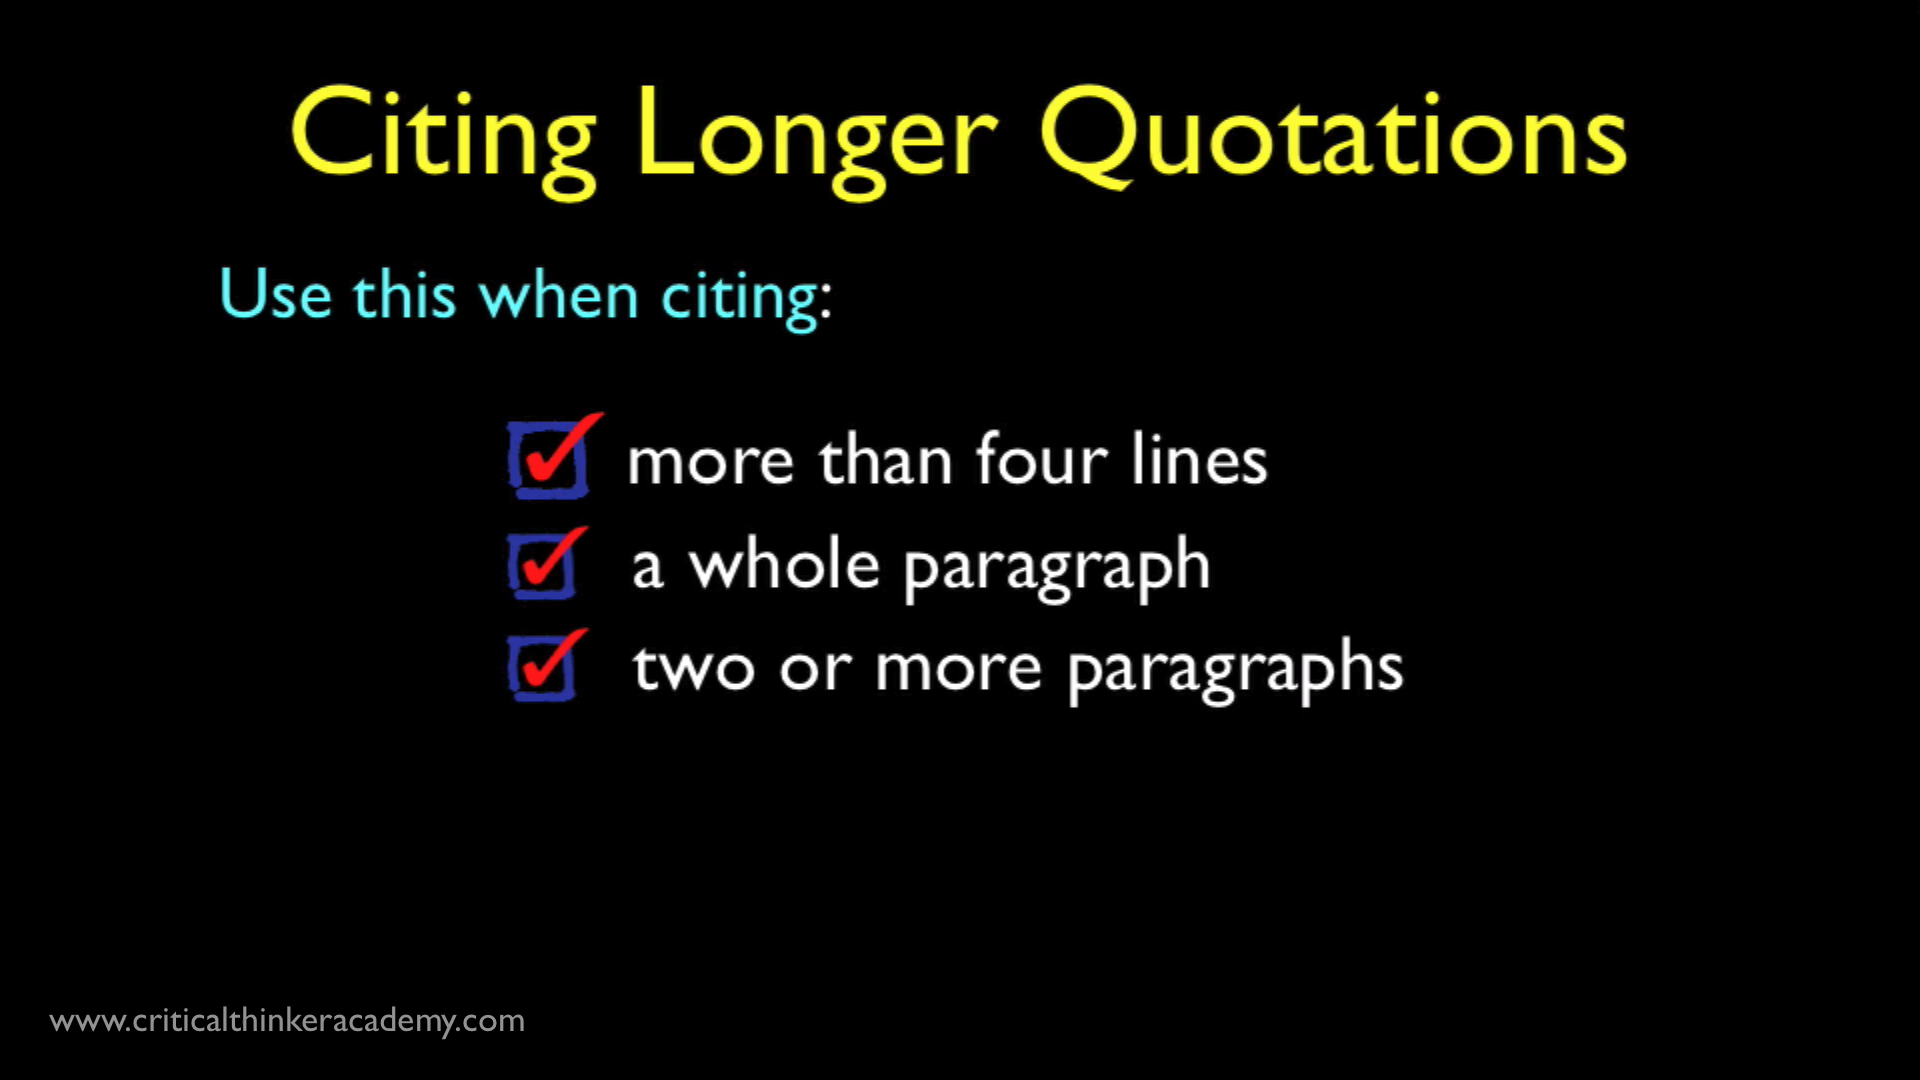 Citing Longer Quotations
Use this when citing:
more than four lines
a whole paragraph
two or more paragraphs
www.criticalthinkeracademy.com